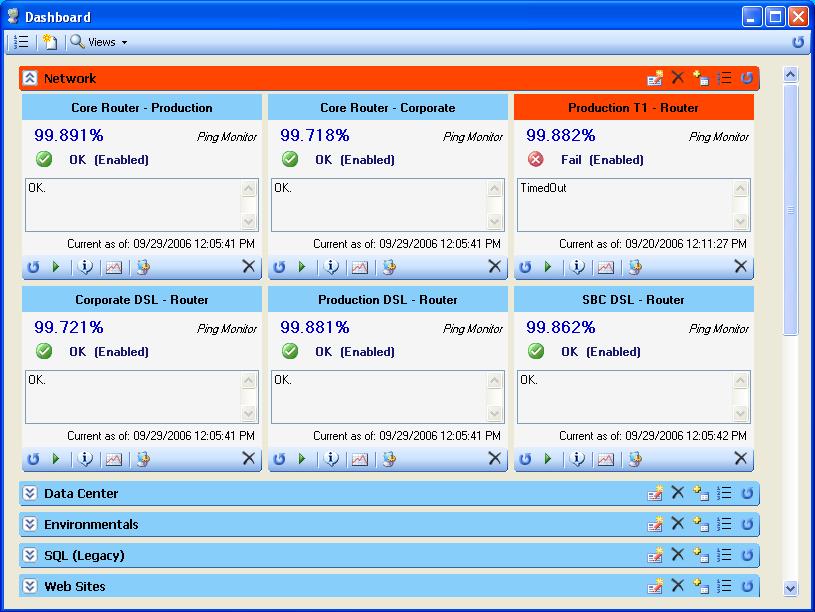 Dashboard
Views
Network
Core Router - Production
99.891% Ping Monitor
OK (Enabled)
OK.
Current as of: 09/29/2006 12:05:41 PM
Core Router - Corporate
99.718% Ping Monitor
OK (Enabled)
OK.
Current as of: 09/29/2006 12:05:41 PM
Production T1 - Router
99.882% Ping Monitor
Fail (Enabled)
TimedOut
Current as of: 09/20/2006 12:11:27 PM
Corporate DSL - Router
99.721% Ping Monitor
OK (Enabled)
OK.
Current as of: 09/29/2006 12:05:41 PM
Production DSL - Router
99.881% Ping Monitor
OK (Enabled)
OK.
Current as of: 09/29/2006 12:05:41 PM
SBC DSL - Router
99.862% Ping Monitor
OK (Enabled)
OK.
Current as of: 09/29/2006 12:05:42 PM
Data Center
Environmentals
SQL (Legacy)
Web Sites